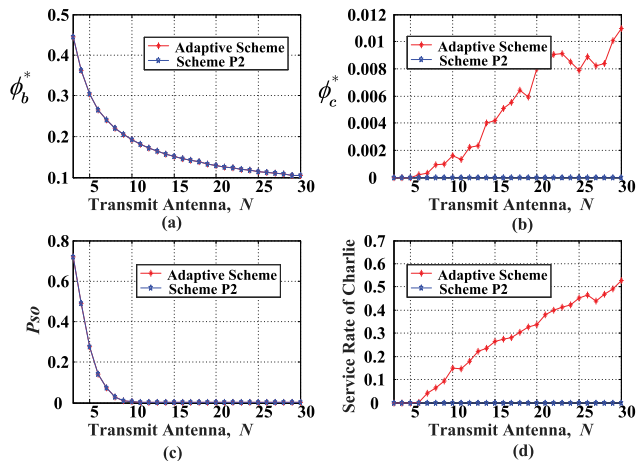 0.5
0.4
0.3
0.2
0.1
ϕb*
Adaptive Scheme
Scheme P2
5 10 15 20 25 30
Transmit Antenna, N
(a)
0.012
0.01
0.008
0.006
0.004
0.002
0
ϕc*
Adaptive Scheme
Scheme P2
5 10 15 20 25 30
Transmit Antenna, N
(b)
0.8
0.6
0.4
0.2
0
Pso
Adaptive Scheme
Scheme P2
5 10 15 20 25 30
Transmit Antenna, N
(c)
0.7
0.6
0.5
0.4
0.3
0.2
0.1
0
Service Rate of Charlie
Adaptive Scheme
Scheme P2
5 10 15 20 25 30
Transmit Antenna, N
(d)